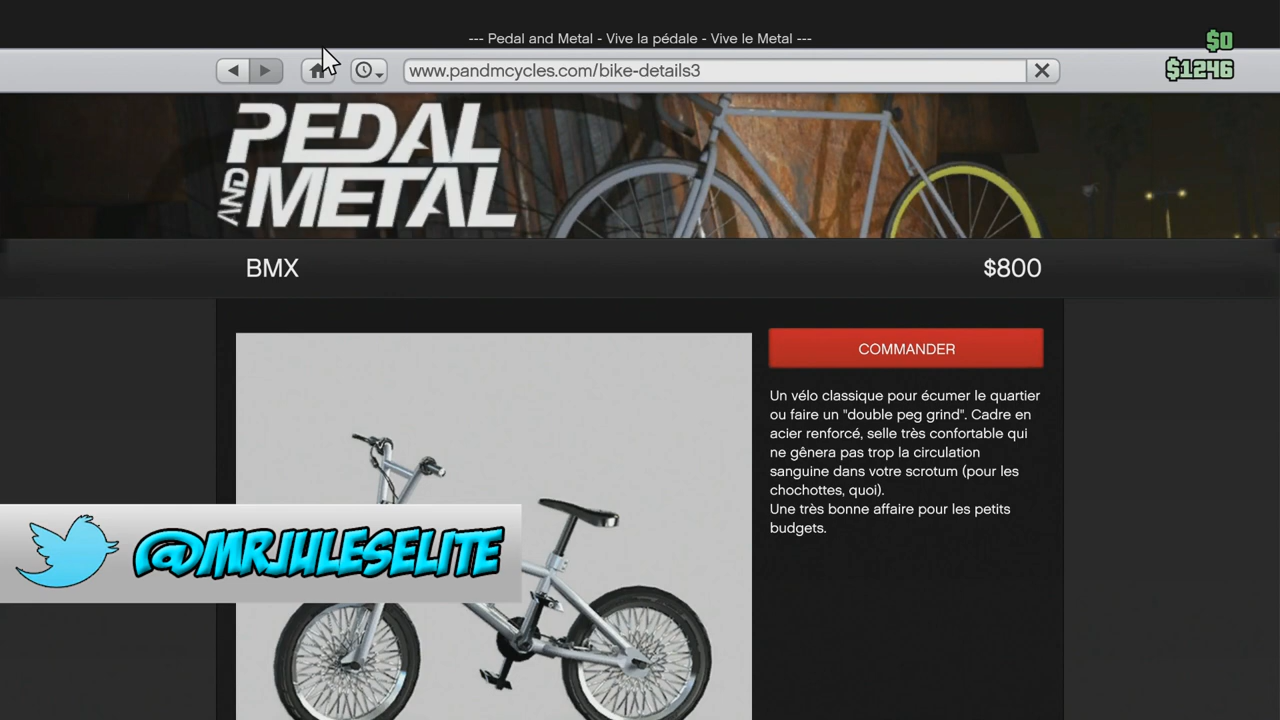 --- Pedal and Metal - Vive la pédale - Vive le Metal ---
$0
$1246
www.pandmcycles.com/bike-details3
PEDAL
AND
METAL
BMX
$800
COMMANDER
Un vélo classique pour écumer le quartier
ou faire un "double peg grind". Cadre en
acier renforcé, selle très confortable qui
ne gênera pas trop la circulation
sanguine dans votre scrotum (pour les
chochottes, quoi).
Une très bonne affaire pour les petits
budgets.
@MRJULESELITE